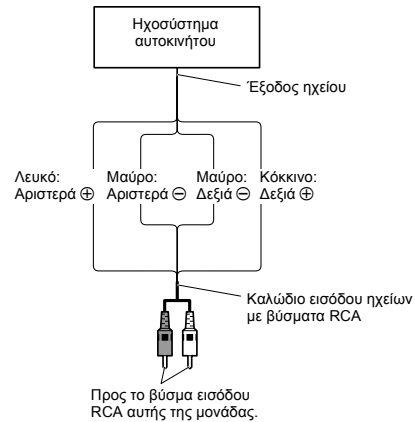 Ηχοσύστημα
αυτοκινήτου
Έξοδος ηχείου
Λευκό:
Αριστερά ⊕
Μαύρο:
Αριστερά ⊖
Μαύρο:
Δεξιά ⊖
Κόκκινο:
Δεξιά ⊕
Καλώδιο εισόδου ηχείων
με βύσματα RCA
Προς το βύσμα εισόδου
RCA αυτής της μονάδας.